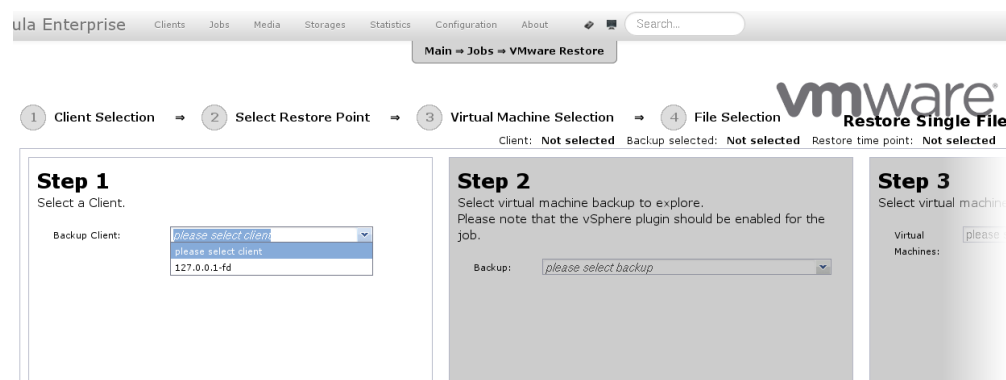 ula Enterprise Clients Jobs Media Storages Statistics Configuration About Search...
Main ⇒ Jobs ⇒ VMware Restore
vmware
1 Client Selection ⇒ 2 Select Restore Point ⇒ 3 Virtual Machine Selection ⇒ 4 File Selection
Restore Single File
Client: Not selected Backup selected: Not selected Restore time point: Not selected
Step 1
Select a Client.
Backup Client: please select client
please select client
127.0.0.1-fd
Step 2
Select virtual machine backup to explore.
Please note that the vSphere plugin should be enabled for the
job.
Backup: please select backup
Step 3
Select virtual machine
Virtual
Machines:
please